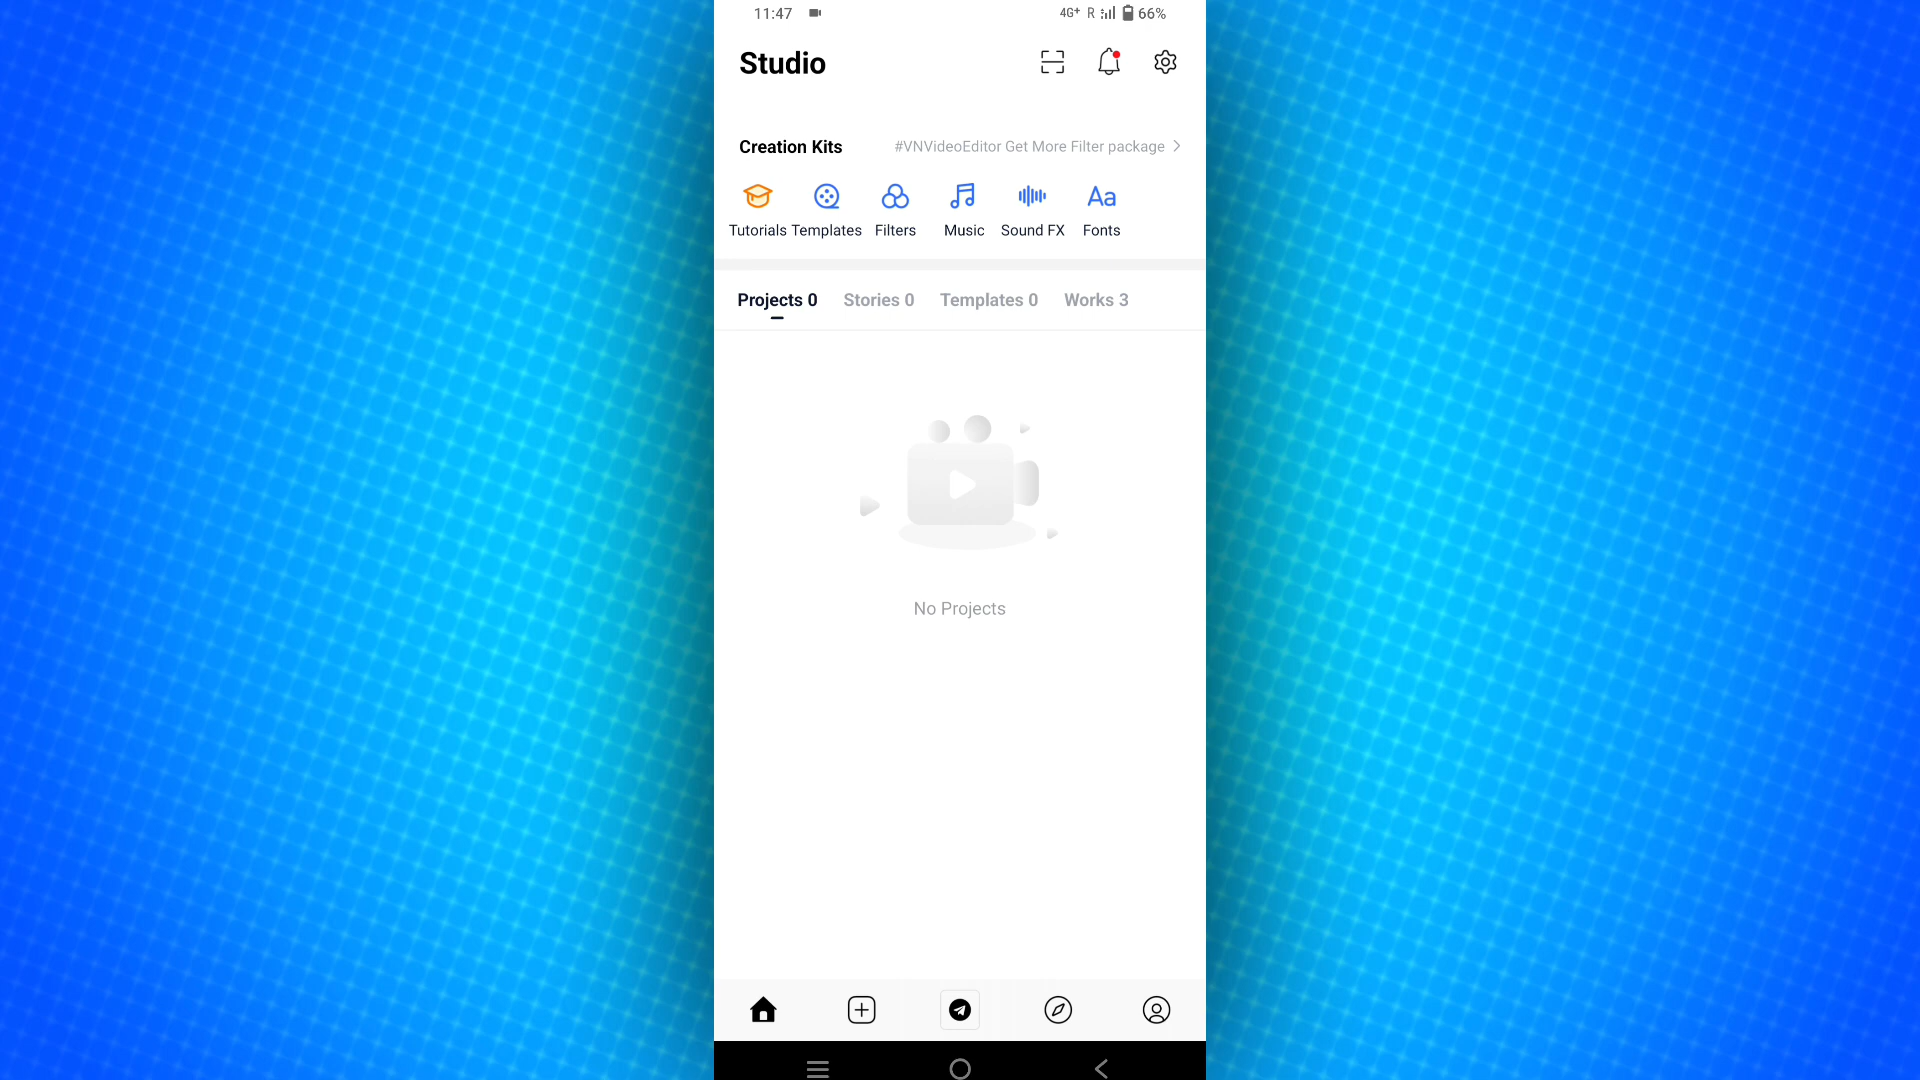 11:47 4G+ R 66%
Studio
Creation Kits #VNVideoEditor Get More Filter package
Tutorials Templates Filters Music Sound FX Aa Fonts
Projects 0 Stories 0 Templates 0 Works 3
No Projects